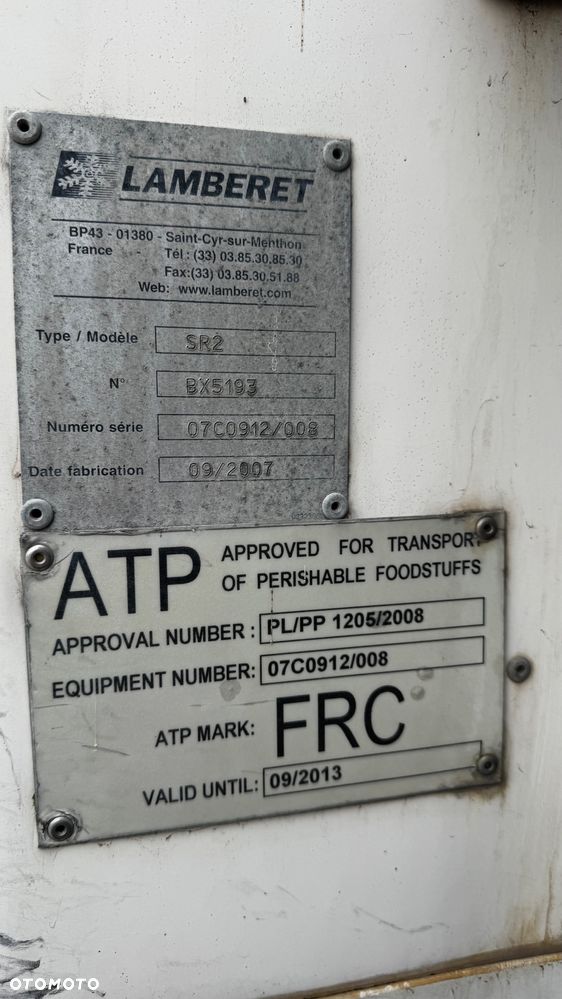 LAMBERET
BP43 - 01380 - Saint-Cyr-sur-Menthon
France - Tél : (33) 03.85.30.85.30
Fax:(33) 03.85.30.51.88
Web: www.lamberet.com
Type / Modèle SR2
N° BX5193
Numéro série 07C0912/008
Date fabrication 09/2007
ATP APPROVED FOR TRANSPORT
OF PERISHABLE FOODSTUFFS
APPROVAL NUMBER : PL/PP 1205/2008
EQUIPMENT NUMBER: 07C0912/008
ATP MARK: FRC
VALID UNTIL: 09/2013
OTOMOTO